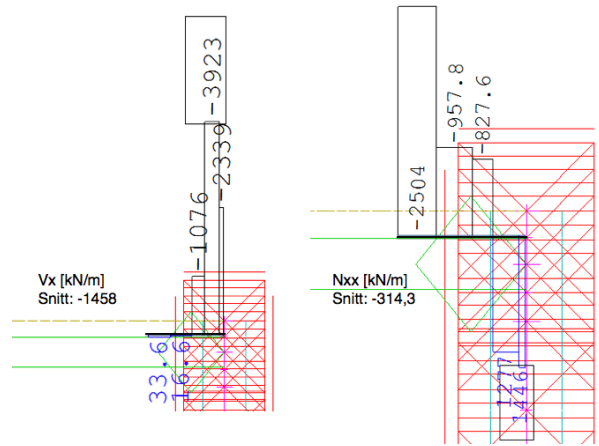 -3923
-2339
-1076
Vx [kN/m]
Snitt: -1458
33.6
16.6
-957.8
-827.6
-2504
Nxx [kN/m]
Snitt: -314,3
1277
1446